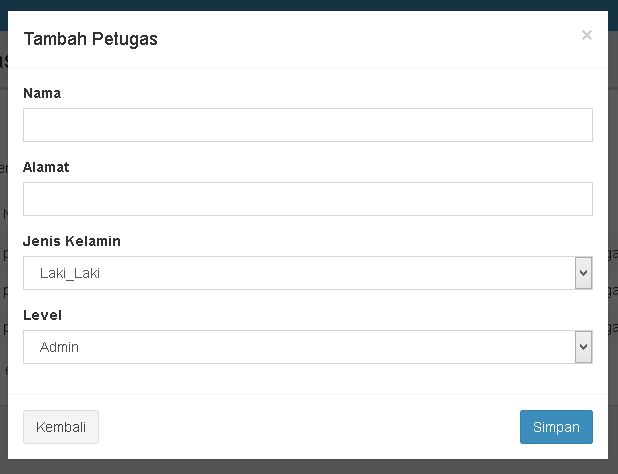 Tambah Petugas
×
Nama
Alamat
Jenis Kelamin
Laki_Laki
Level
Admin
Kembali
Simpan